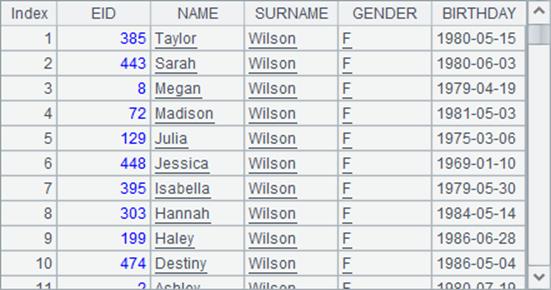 Index EID NAME SURNAME GENDER BIRTHDAY
1 385 Taylor Wilson F 1980-05-15
2 443 Sarah Wilson F 1980-06-03
3 8 Megan Wilson F 1979-04-19
4 72 Madison Wilson F 1981-05-03
5 129 Julia Wilson F 1975-03-06
6 448 Jessica Wilson F 1969-01-10
7 395 Isabella Wilson F 1979-05-30
8 303 Hannah Wilson F 1984-05-14
9 199 Haley Wilson F 1986-06-28
10 474 Destiny Wilson F 1986-05-04
11 2 Ashley Wilson F 1980-07-19